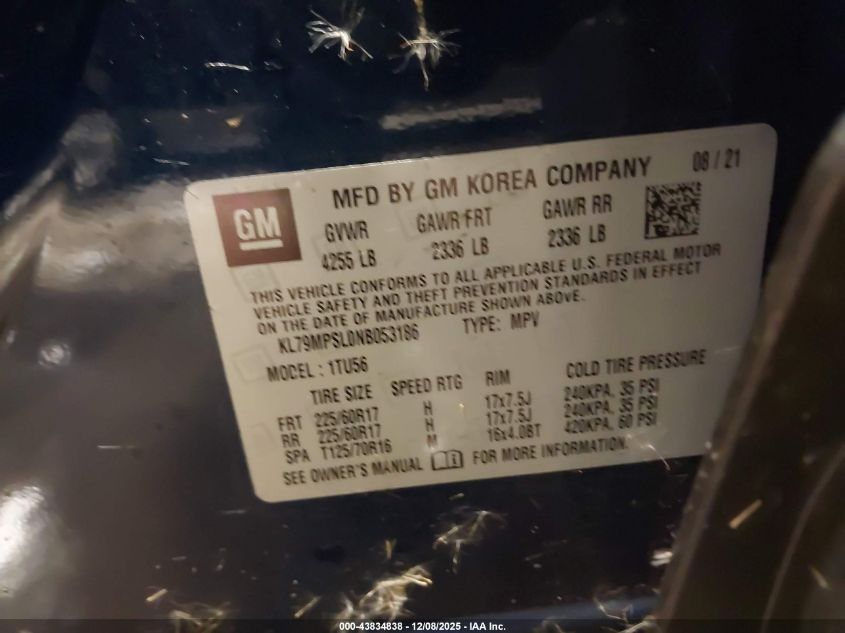 GM
MFD BY GM KOREA COMPANY 08 / 21
GVWR GAWR FRT GAWR RR
4255 LB 2336 LB 2336 LB
THIS VEHICLE CONFORMS TO ALL APPLICABLE U.S. FEDERAL MOTOR
VEHICLE SAFETY AND THEFT PREVENTION STANDARDS IN EFFECT
ON THE DATE OF MANUFACTURE SHOWN ABOVE.
KL79MPSL0NB053186 TYPE: MPV
MODEL : 1TU56
TIRE SIZE SPEED RTG RIM COLD TIRE PRESSURE
FRT 225/60R17 H 17x7.5J 240KPA, 35 PSI
RR 225/60R17 H 17x7.5J 240KPA, 35 PSI
SPA T125/70R16 M 16x4.08T 420KPA, 60 PSI
SEE OWNER'S MANUAL FOR MORE INFORMATION.
000-43834838 - 12/08/2025 - IAA Inc.